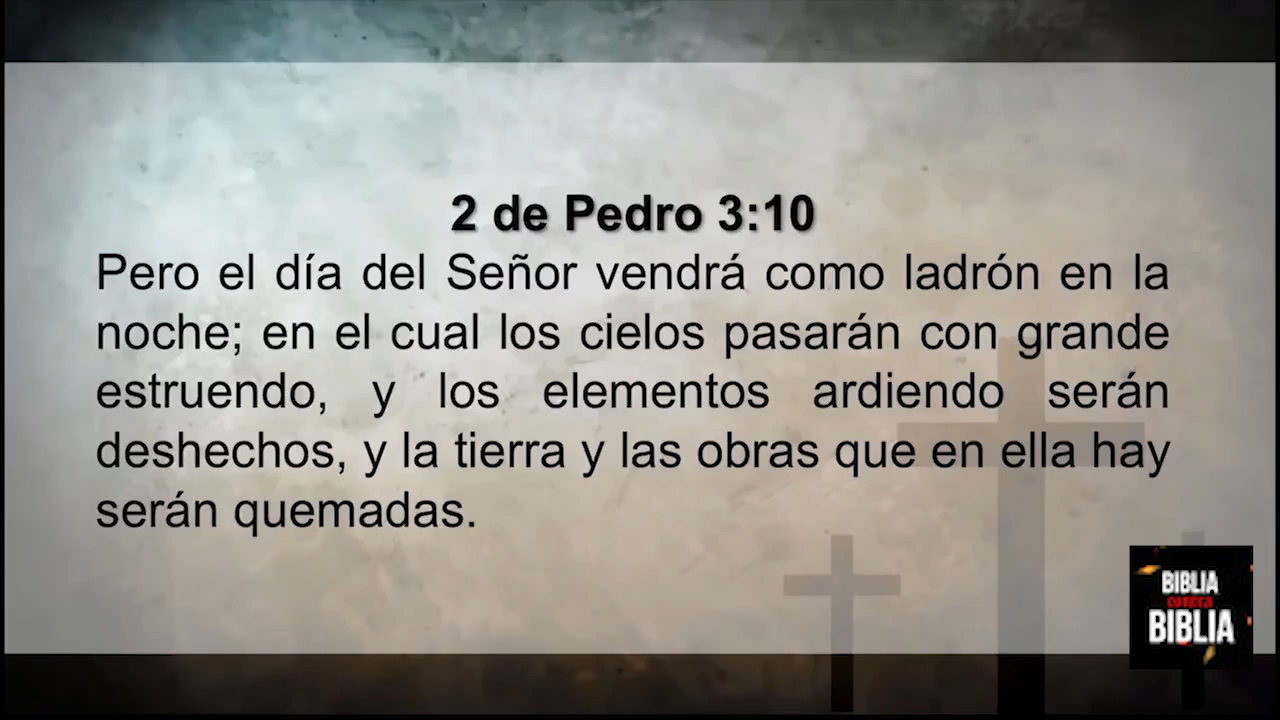 2 de Pedro 3:10
Pero el día del Señor vendrá como ladrón en la
noche; en el cual los cielos pasarán con grande
estruendo, y los elementos ardiendo serán
deshechos, y la tierra y las obras que en ella hay
serán quemadas.
BIBLIA
CONTRA
BIBLIA